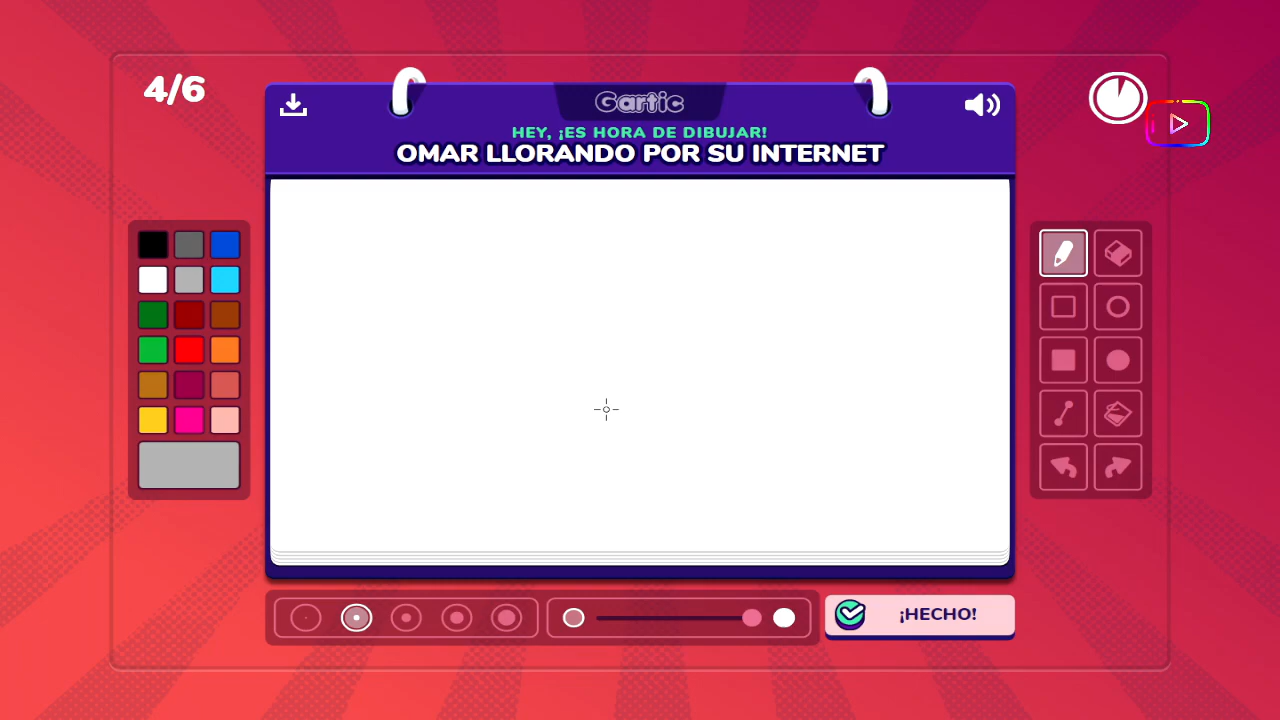 4/6
Gartic
HEY, ¡ES HORA DE DIBUJAR!
OMAR LLORANDO POR SU INTERNET
¡HECHO!